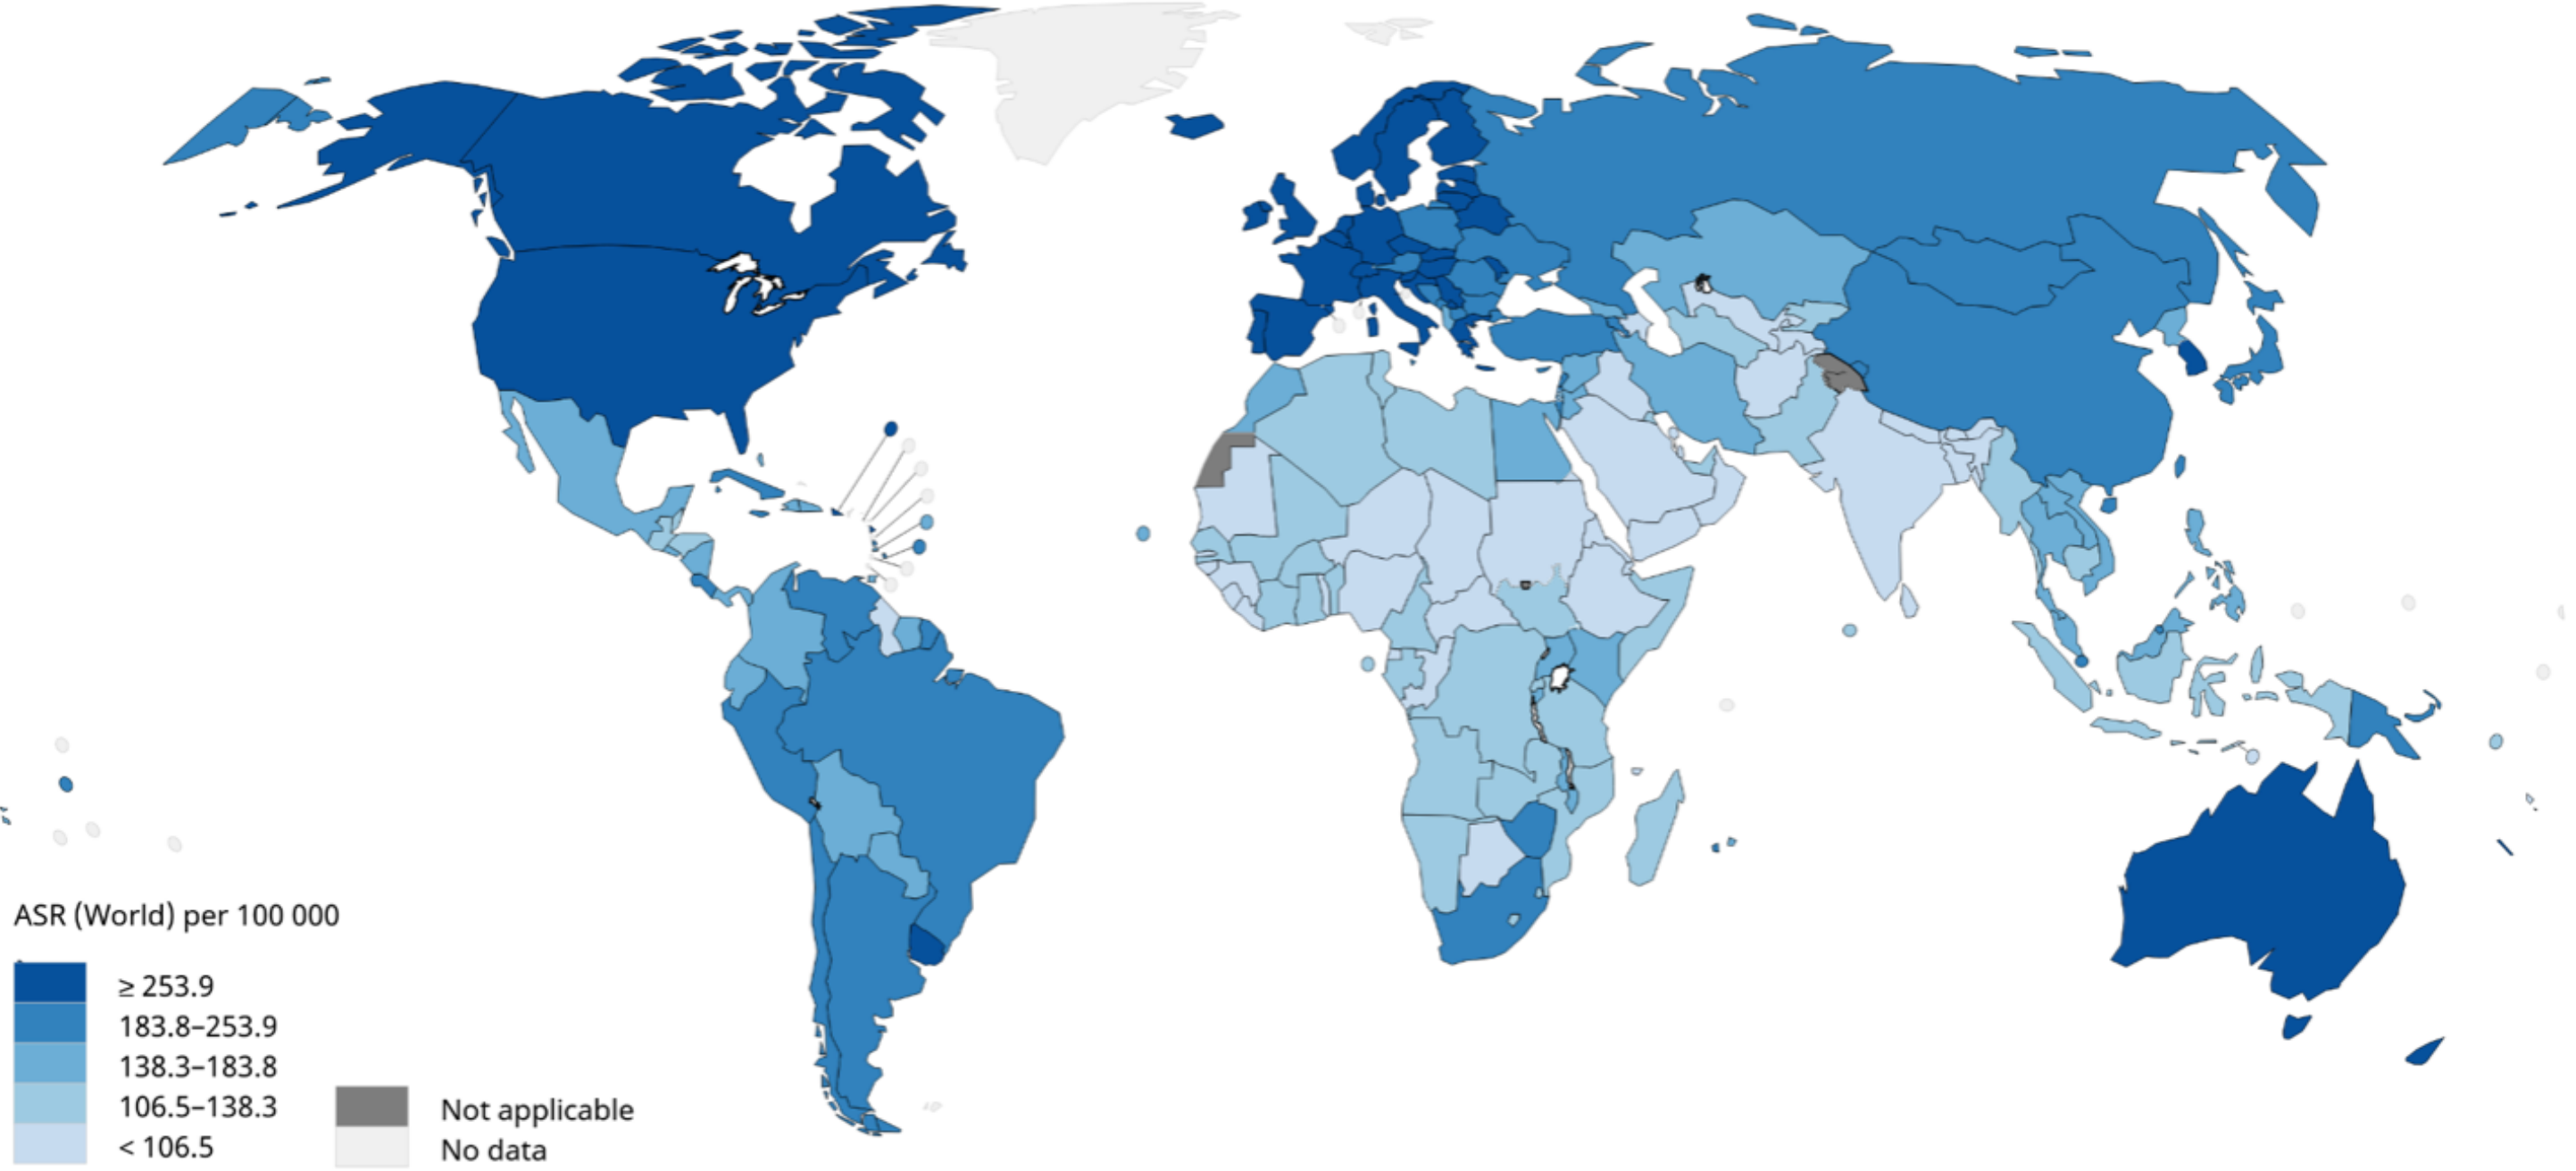 ASR (World) per 100 000
≥ 253.9
183.8–253.9
138.3–183.8
106.5–138.3
< 106.5
Not applicable
No data